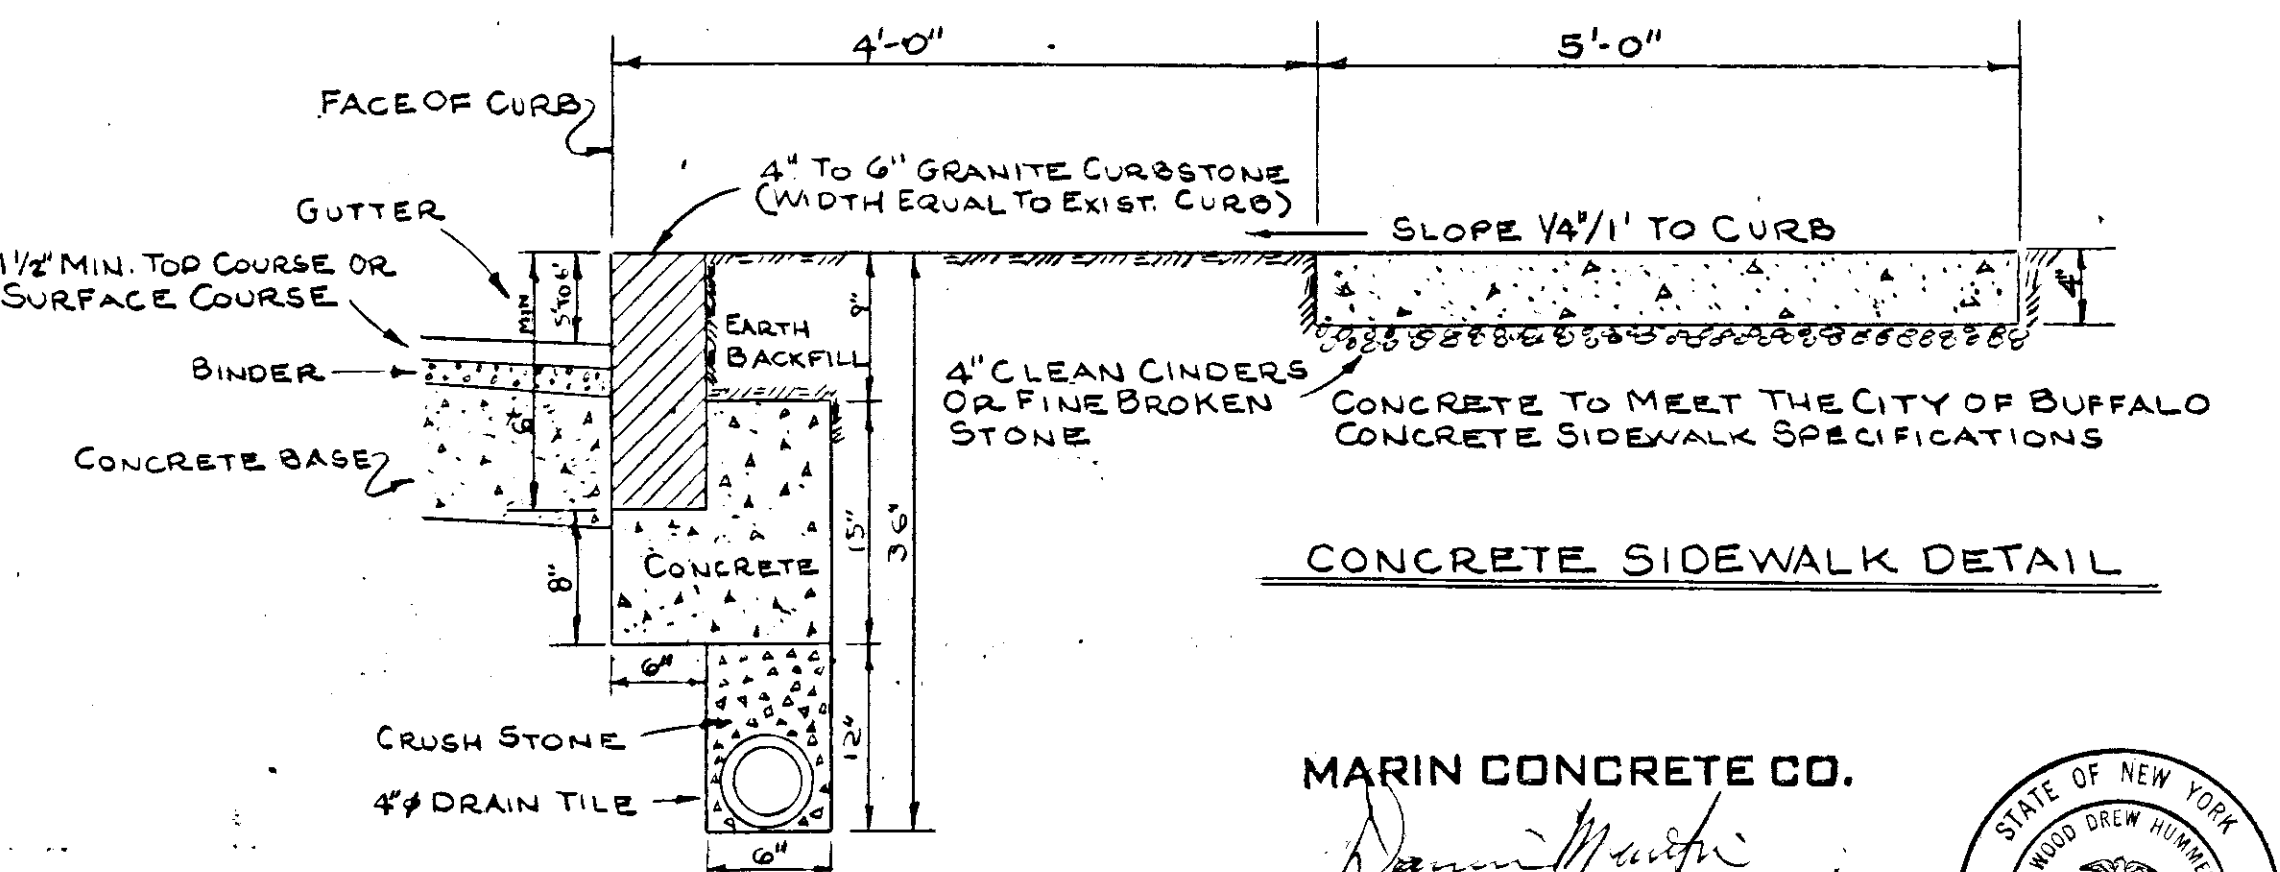 4'-0"
5'-0"
FACE OF CURB
4" TO 6" GRANITE CURBSTONE
(WIDTH EQUAL TO EXIST. CURB)
GUTTER
SLOPE 1/4"/1' TO CURB
1 1/2" MIN. TOP COURSE OR
SURFACE COURSE
MIN
5" TO 6"
9"
4"
EARTH
BACKFILL
BINDER
4" CLEAN CINDERS
OR FINE BROKEN
STONE
CONCRETE TO MEET THE CITY OF BUFFALO
CONCRETE SIDEWALK SPECIFICATIONS
CONCRETE BASE
15"
36"
8"
CONCRETE
CONCRETE SIDEWALK DETAIL
6"
CRUSH STONE
12"
4"ø DRAIN TILE
6"
MARIN CONCRETE CO.
STATE OF NEW YORK
WOOD DREW HUMME